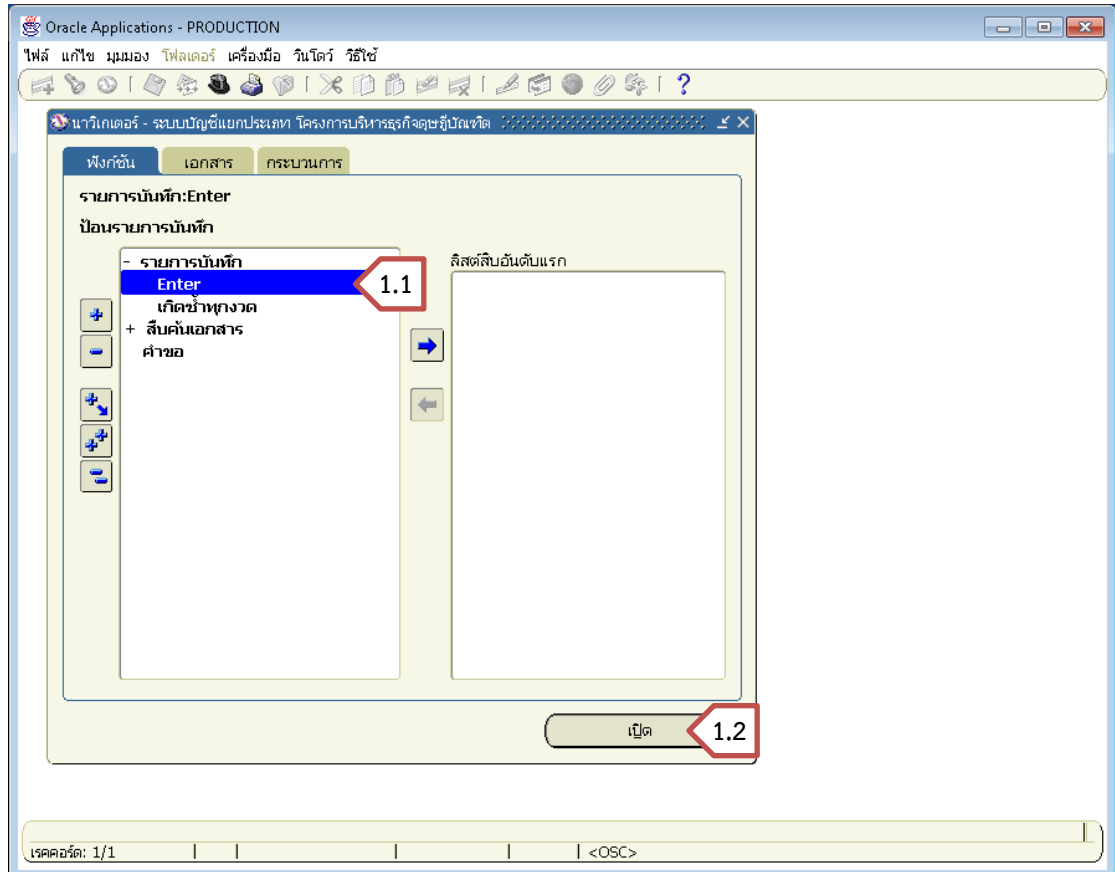 Oracle Applications - PRODUCTION
ไฟล์ แก้ไข มุมมอง โฟลเดอร์ เครื่องมือ วินโดว์ วิธีใช้
นาวิเกเตอร์ - ระบบบัญชีแยกประเภท โครงการบริหารธุรกิจดุษฎีบัณฑิต
ฟังก์ชัน เอกสาร กระบวนการ
รายการบันทึก:Enter
ป้อนรายการบันทึก
- รายการบันทึก
ลิสต์สิบอันดับแรก
Enter
1.1
เกิดซ้ำทุกงวด
+ สืบค้นเอกสาร
คำขอ
เปิด
1.2
เรคคอร์ด: 1/1
<OSC>